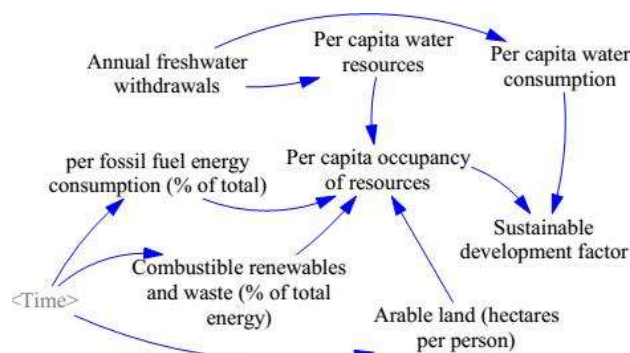 Per capita water
resources
Annual freshwater
withdrawals
Per capita water
consumption
per fossil fuel energy
consumption (% of total)
Per capita occupancy
of resources
Sustainable
development factor
Combustible renewables
and waste (% of total
energy)
<Time>
Arable land (hectares
per person)